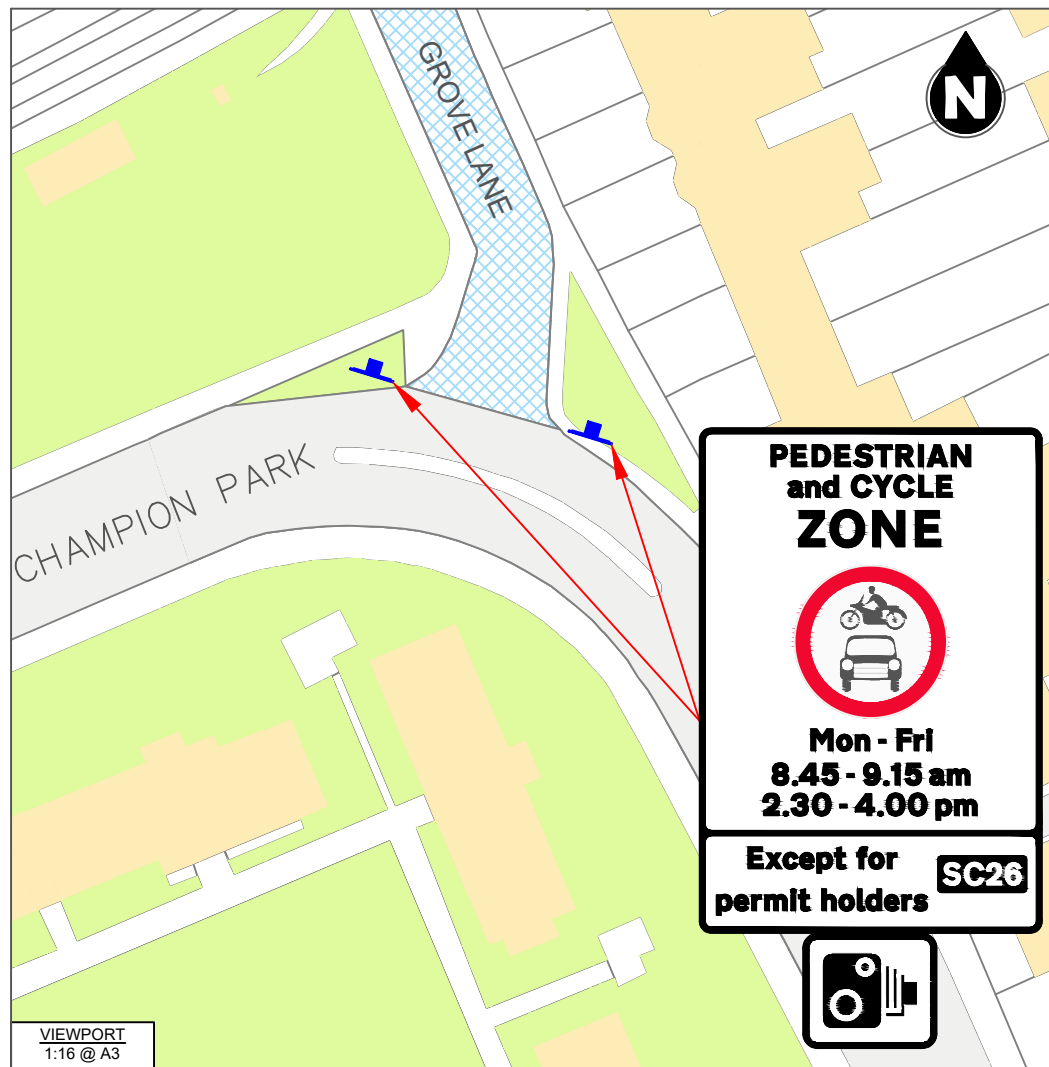 GROVE LANE
N
CHAMPION PARK
PEDESTRIAN
and CYCLE
ZONE
Mon - Fri
8.45 - 9.15 am
2.30 - 4.00 pm
Except for
permit holders
SC26
VIEWPORT
1:16 @ A3